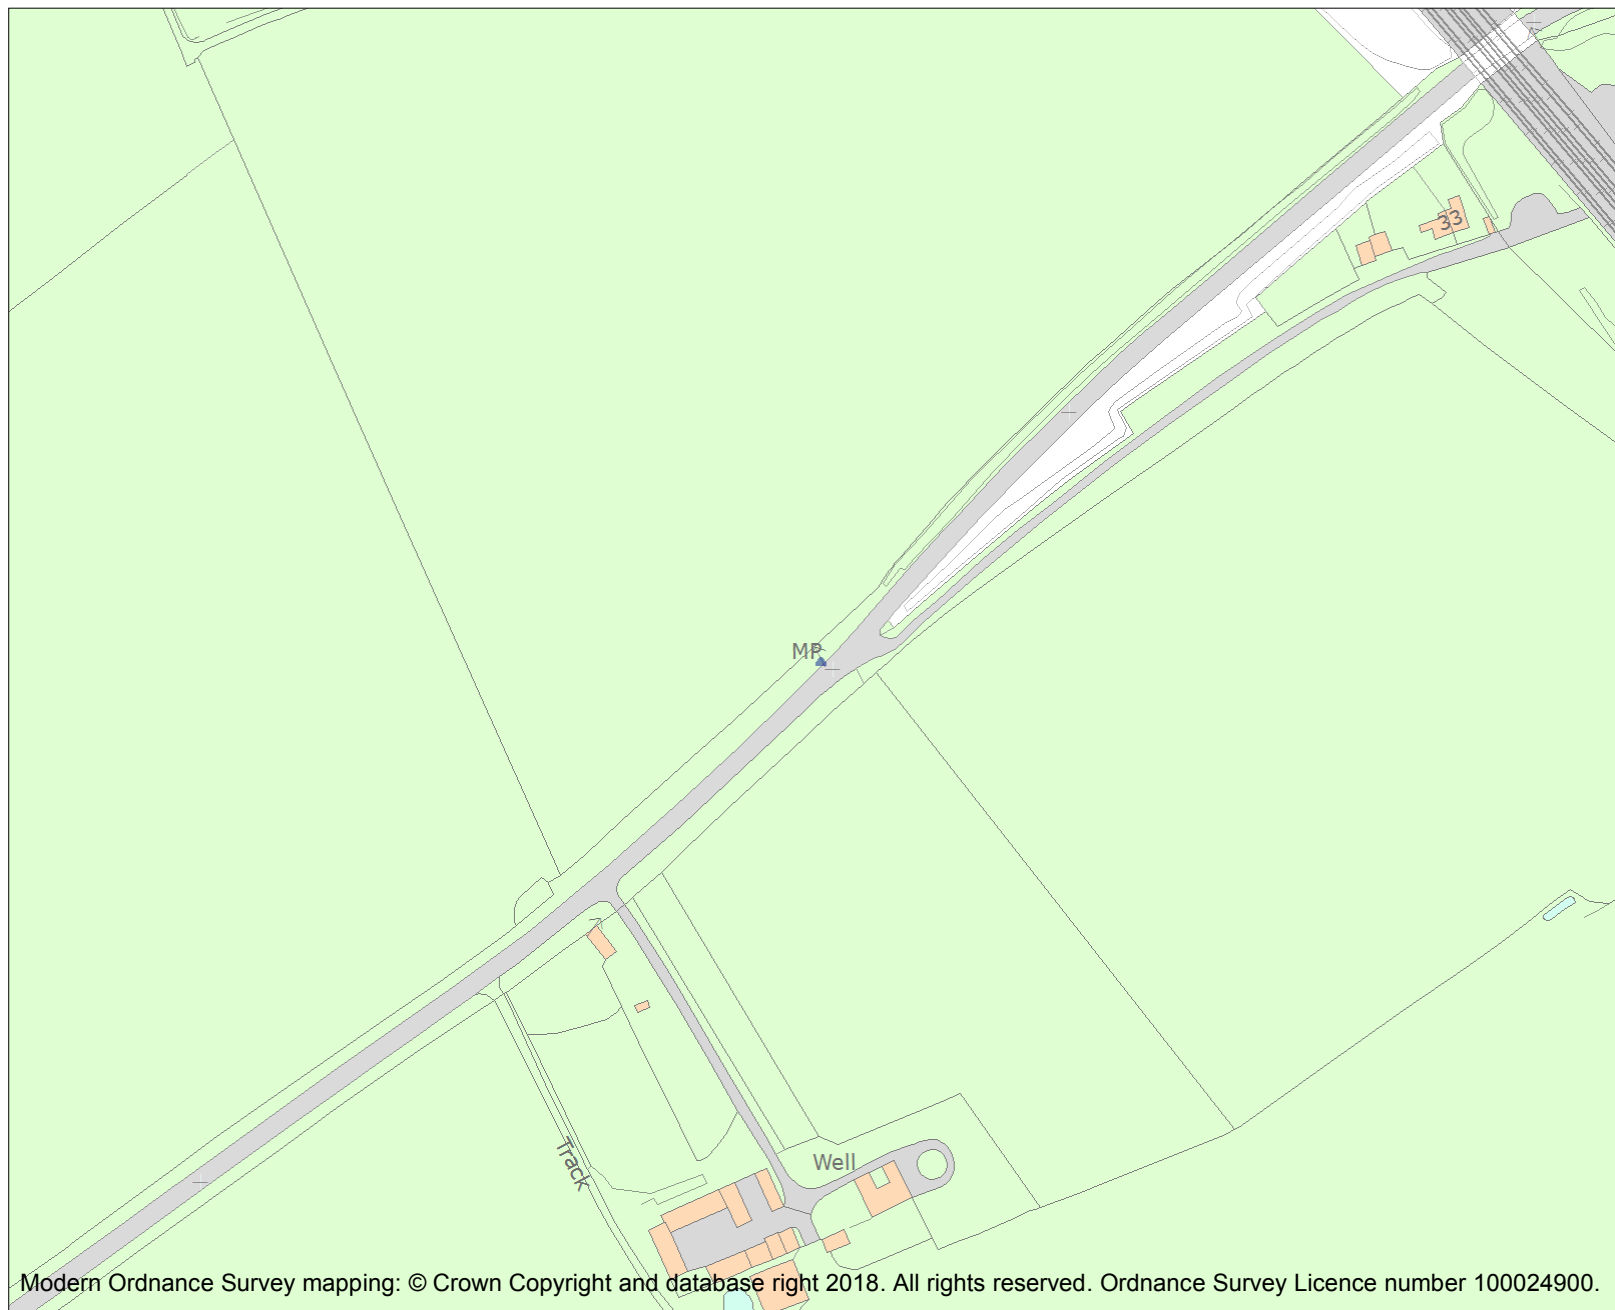 33
MP
Track
Well
Modern Ordnance Survey mapping: © Crown Copyright and database right 2018. All rights reserved. Ordnance Survey Licence number 100024900.